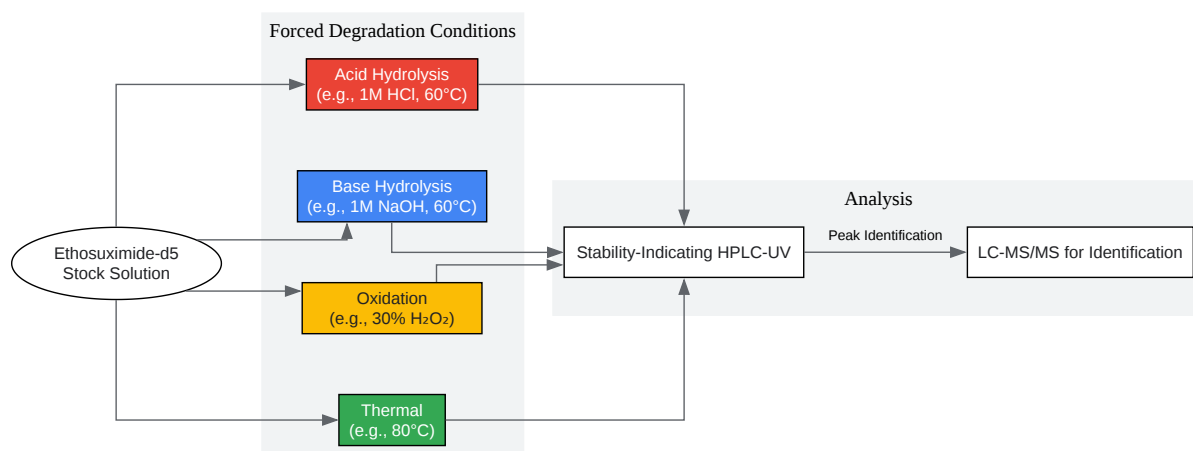 Forced Degradation Conditions
Acid Hydrolysis
(e.g., 1M HCl, 60°C)
Base Hydrolysis
(e.g., 1M NaOH, 60°C)
Ethosuximide-d5
Stock Solution
Oxidation
(e.g., 30% H₂O₂)
Thermal
(e.g., 80°C)
Analysis
Stability-Indicating HPLC-UV
Peak Identification
LC-MS/MS for Identification